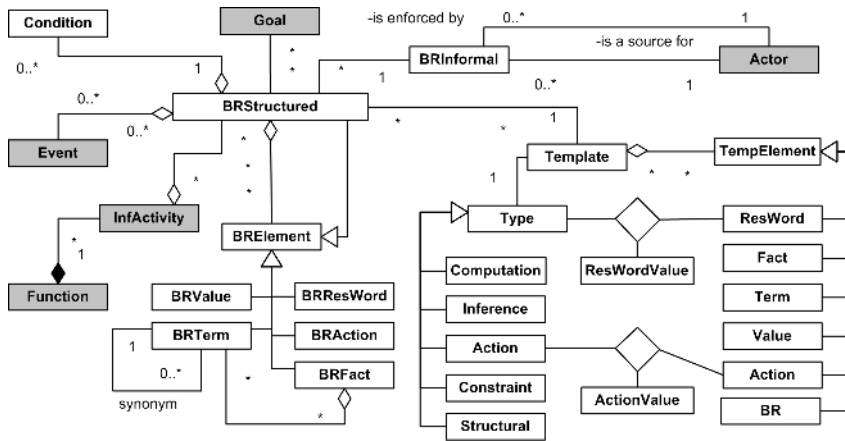 Condition
Goal
-is enforced by
0..*
1
-is a source for
BRInformal
Actor
0..*
1
*
*
*
1
0..*
1
BRStructured
0..*
0..*
*
1
Event
*
*
Template
TempElement
*
*
*
*
1
*
InfActivity
Type
ResWord
BRElement
*
1
Computation
ResWordValue
Fact
Function
BRValue
BRResWord
Inference
Term
BRTerm
BRAction
Value
1
Action
0..*
*
BRFact
Action
Constraint
ActionValue
synonym
*
BR
Structural